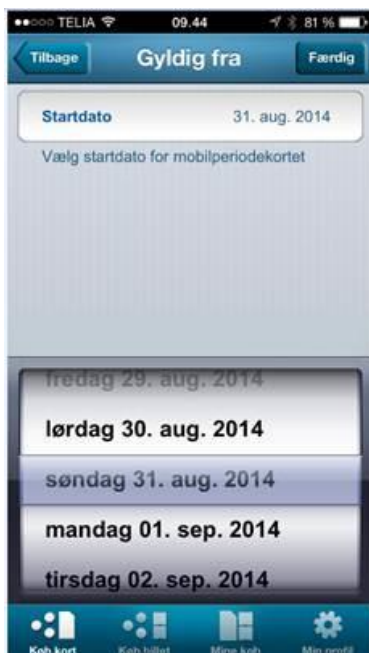 TELIA 09.44 81 %
Tilbage Gyldig fra Færdig
Startdato 31. aug. 2014
Vælg startdato for mobilperiodekortet
fredag 29. aug. 2014
lørdag 30. aug. 2014
søndag 31. aug. 2014
mandag 01. sep. 2014
tirsdag 02. sep. 2014
Køb kort Køb billet Mine køb Min profil